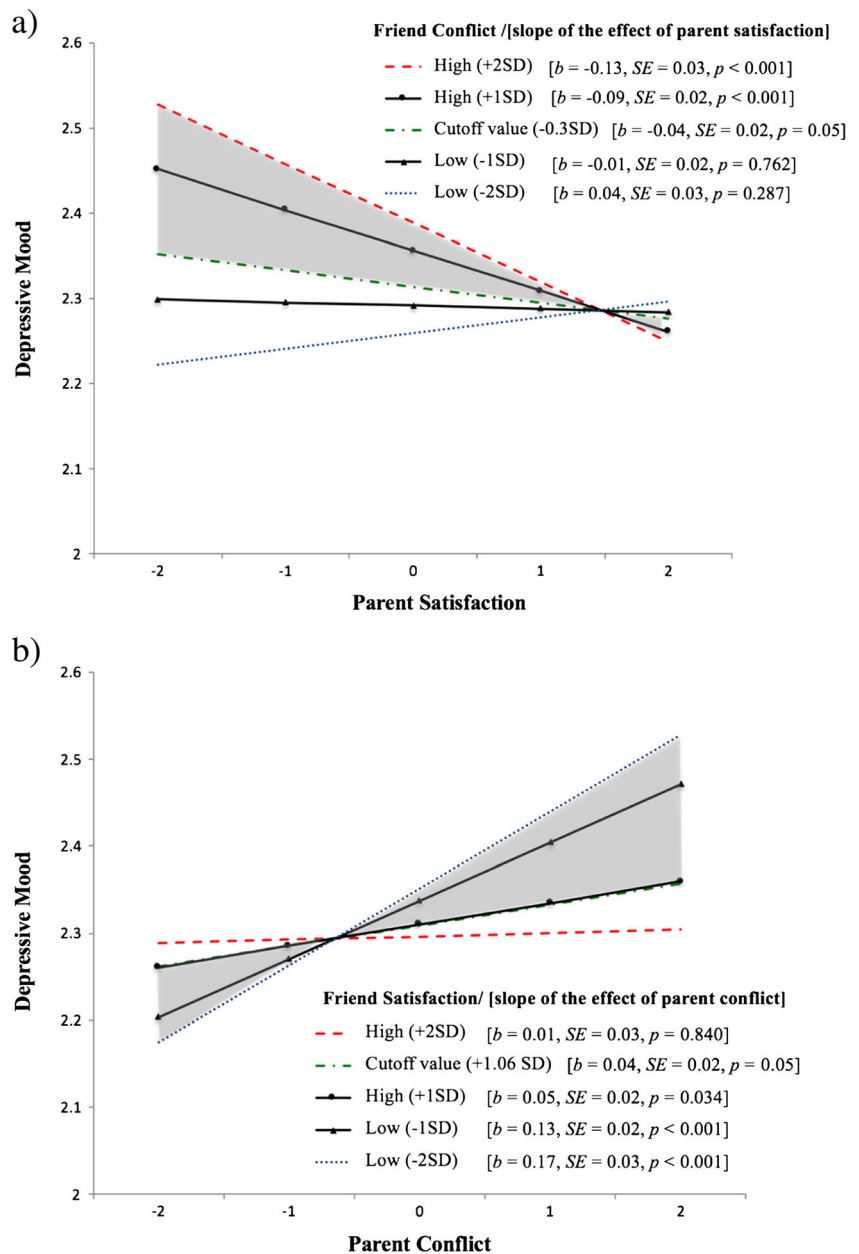 a)
Friend Conflict /[slope of the effect of parent satisfaction]
High (+2SD) [b = -0.13, SE = 0.03, p < 0.001]
High (+1SD) [b = -0.09, SE = 0.02, p < 0.001]
Cutoff value (-0.3SD) [b = -0.04, SE = 0.02, p = 0.05]
Low (-1SD) [b = -0.01, SE = 0.02, p = 0.762]
Low (-2SD) [b = 0.04, SE = 0.03, p = 0.287]
2.6
2.5
2.4
2.3
2.2
2.1
2
Depressive Mood
-2 -1 0 1 2
Parent Satisfaction
b)
2.6
2.5
2.4
2.3
2.2
2.1
2
Depressive Mood
Friend Satisfaction/ [slope of the effect of parent conflict]
High (+2SD) [b = 0.01, SE = 0.03, p = 0.840]
Cutoff value (+1.06 SD) [b = 0.04, SE = 0.02, p = 0.05]
High (+1SD) [b = 0.05, SE = 0.02, p = 0.034]
Low (-1SD) [b = 0.13, SE = 0.02, p < 0.001]
Low (-2SD) [b = 0.17, SE = 0.03, p < 0.001]
-2 -1 0 1 2
Parent Conflict